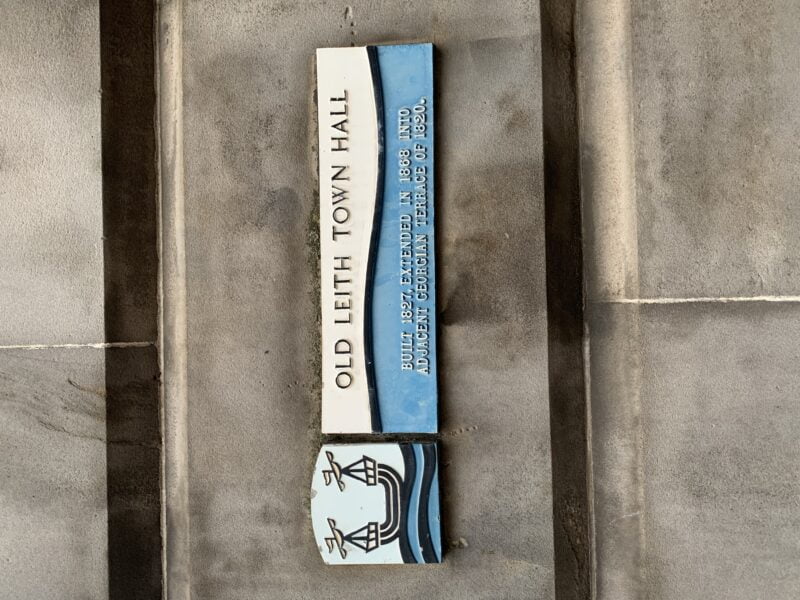 OLD LEITH TOWN HALL
BUILT 1827, EXTENDED IN 1868 INTO
ADJACENT GEORGIAN TERRACE OF 1820.